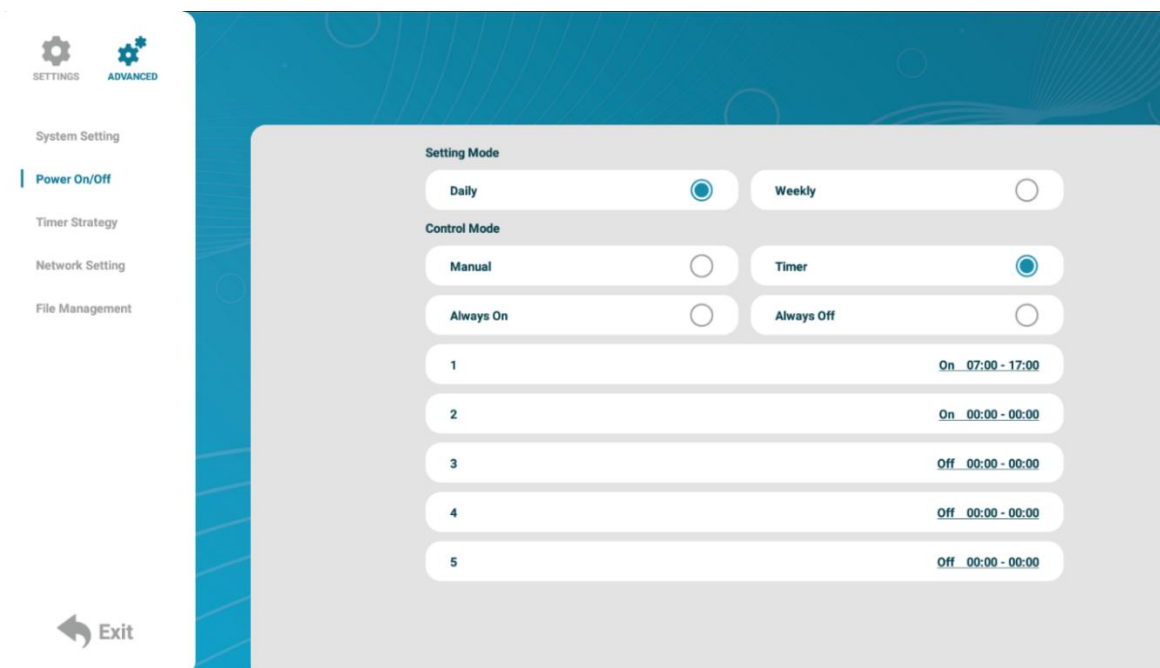 SETTINGS ADVANCED
System Setting
Power On/Off
Timer Strategy
Network Setting
File Management
Exit
Setting Mode
Daily Weekly
Control Mode
Manual Timer
Always On Always Off
1 On 07:00 - 17:00
2 On 00:00 - 00:00
3 Off 00:00 - 00:00
4 Off 00:00 - 00:00
5 Off 00:00 - 00:00